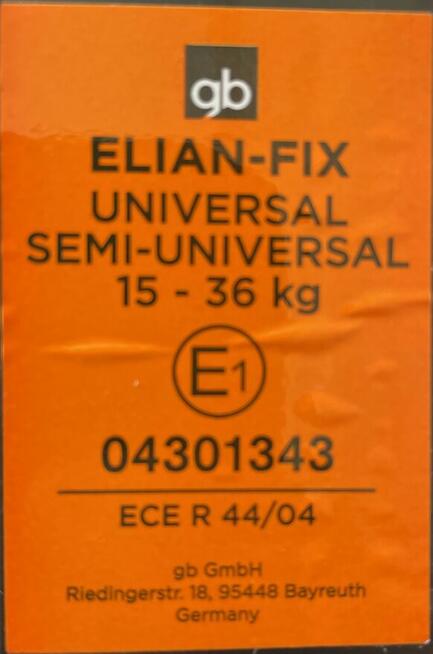 gb
ELIAN-FIX
UNIVERSAL
SEMI-UNIVERSAL
15 - 36 kg
E1
04301343
ECE R 44/04
gb GmbH
Riedingerstr. 18, 95448 Bayreuth
Germany